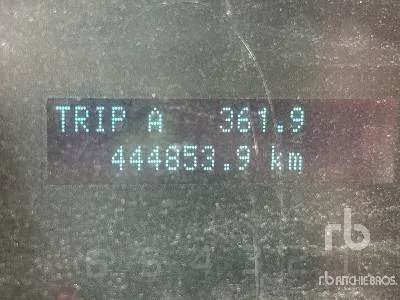 TRIP A 361.9
444853.9 km
rb
rb RITCHIE BROS.